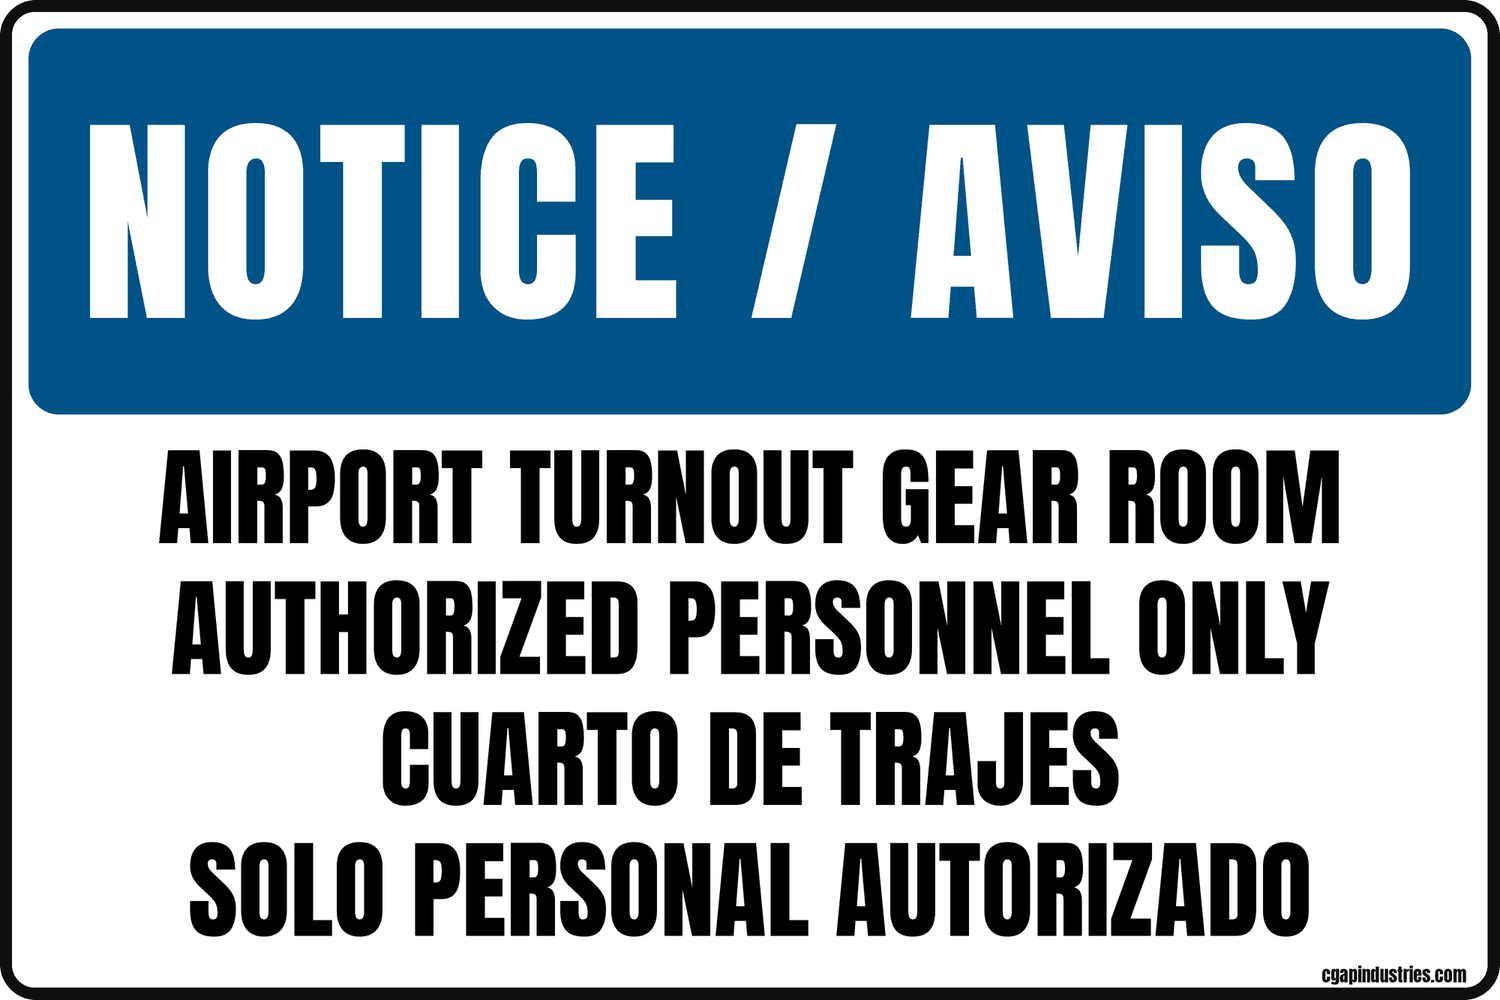 NOTICE / AVISO
AIRPORT TURNOUT GEAR ROOM
AUTHORIZED PERSONNEL ONLY
CUARTO DE TRAJES
SOLO PERSONAL AUTORIZADO
cgapindustries.com